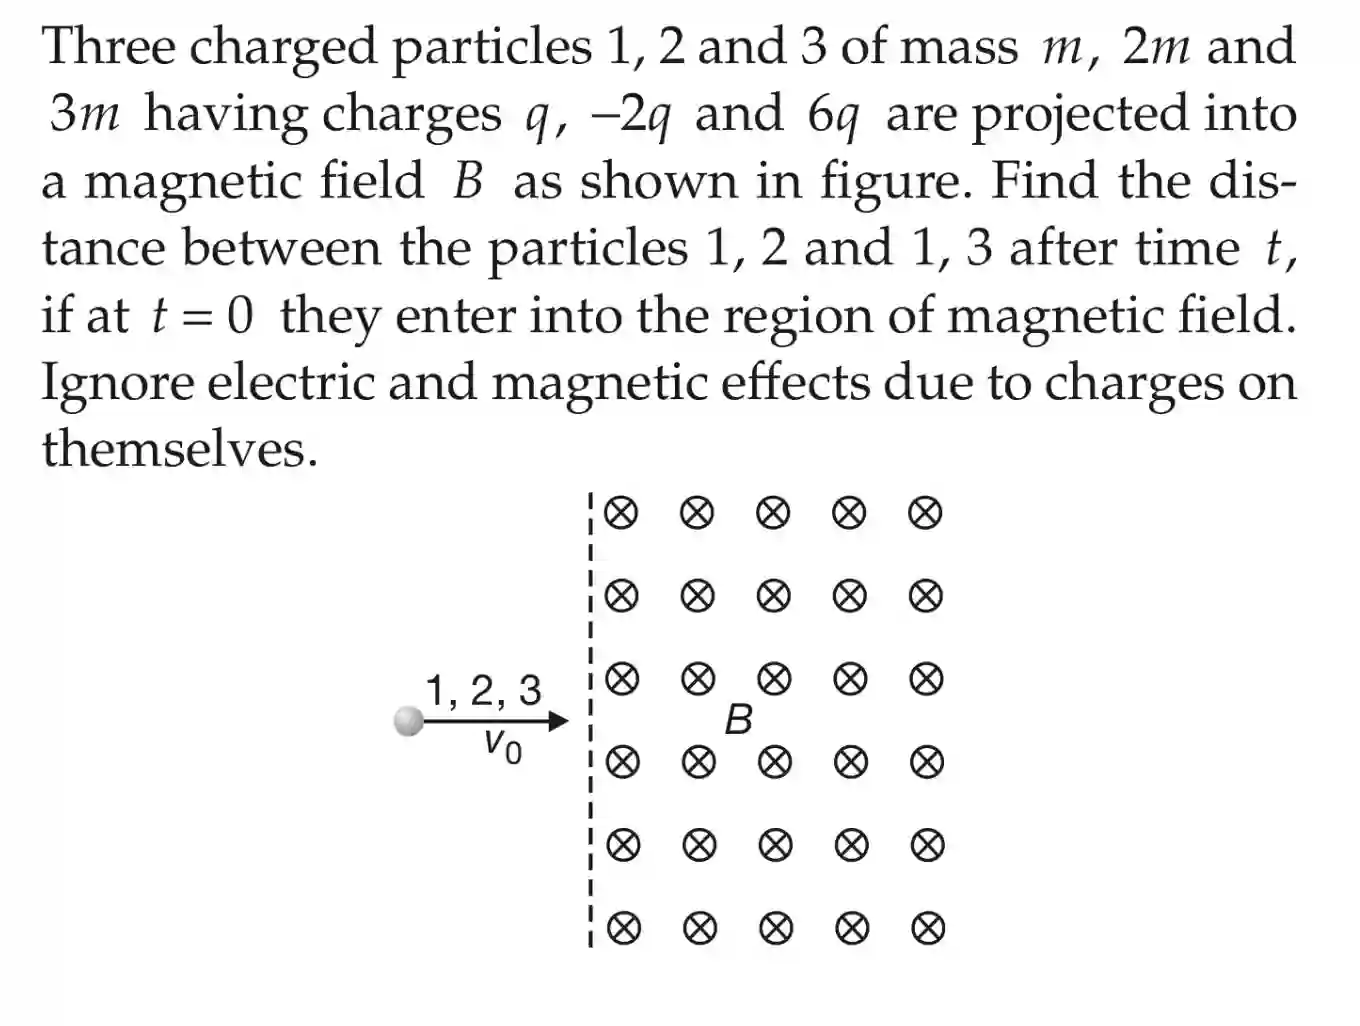 Three charged particles 1, 2 and 3 of mass m, 2m and
3m having charges q, –2q and 6q are projected into
a magnetic field B as shown in figure. Find the dis-
tance between the particles 1, 2 and 1, 3 after time t,
if at t = 0 they enter into the region of magnetic field.
Ignore electric and magnetic effects due to charges on
themselves.
1, 2, 3
v₀
B